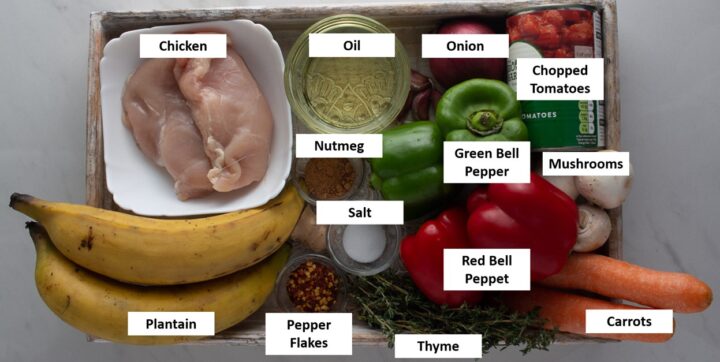 Chicken
Oil
Onion
Chopped
Tomatoes
TOMATOES
Nutmeg
Green Bell
Pepper
Mushrooms
Salt
Red Bell
Peppet
Plantain
Pepper
Flakes
Thyme
Carrots